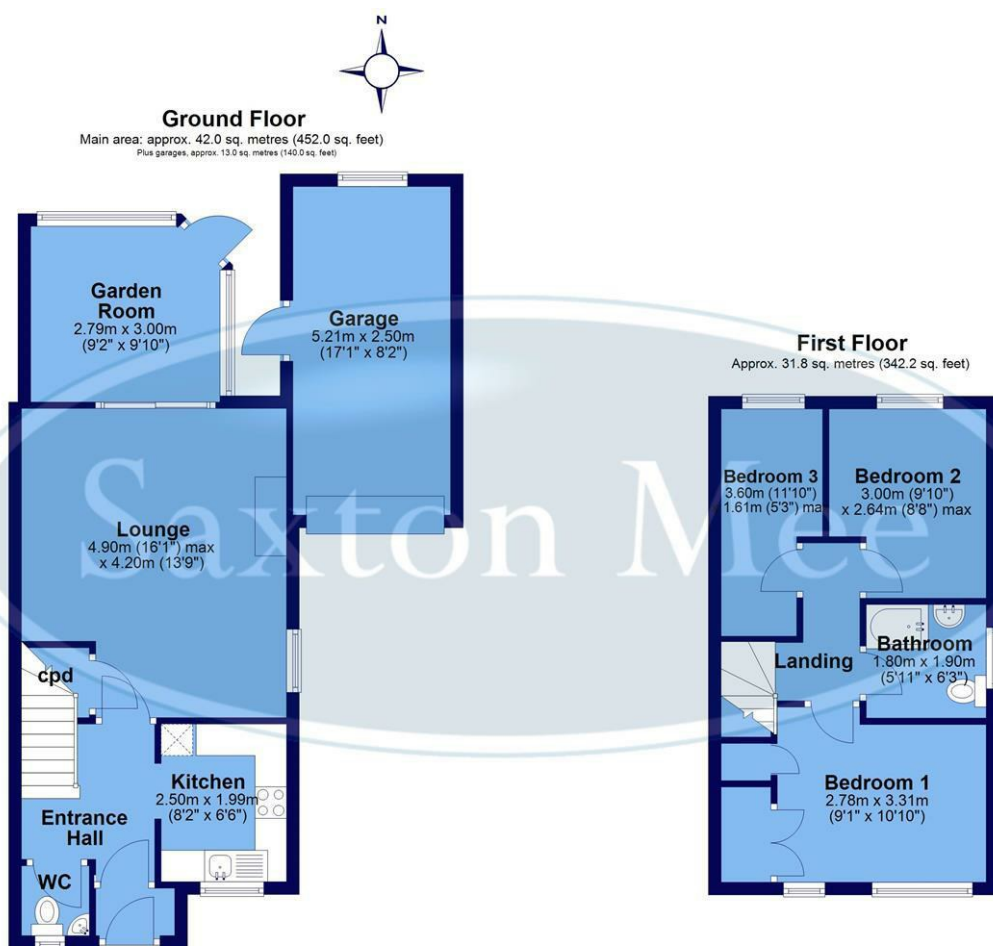 N
Ground Floor
Main area: approx. 42.0 sq. metres (452.0 sq. feet)
Plus garages, approx. 13.0 sq. metres (140.0 sq. feet)
Garden
Room
2.79m x 3.00m
(9'2" x 9'10")
Garage
5.21m x 2.50m
(17'1" x 8'2")
Lounge
4.90m (16'1") max
x 4.20m (13'9")
cpd
Kitchen
2.50m x 1.99m
(8'2" x 6'6")
Entrance
Hall
WC
First Floor
Approx. 31.8 sq. metres (342.2 sq. feet)
Bedroom 3
3.60m (11'10")
1.61m (5'3") max
Bedroom 2
3.00m (9'10")
x 2.64m (8'8") max
Bathroom
1.80m x 1.90m
(5'11" x 6'3")
Landing
Bedroom 1
2.78m x 3.31m
(9'1" x 10'10")
Saxton Mee